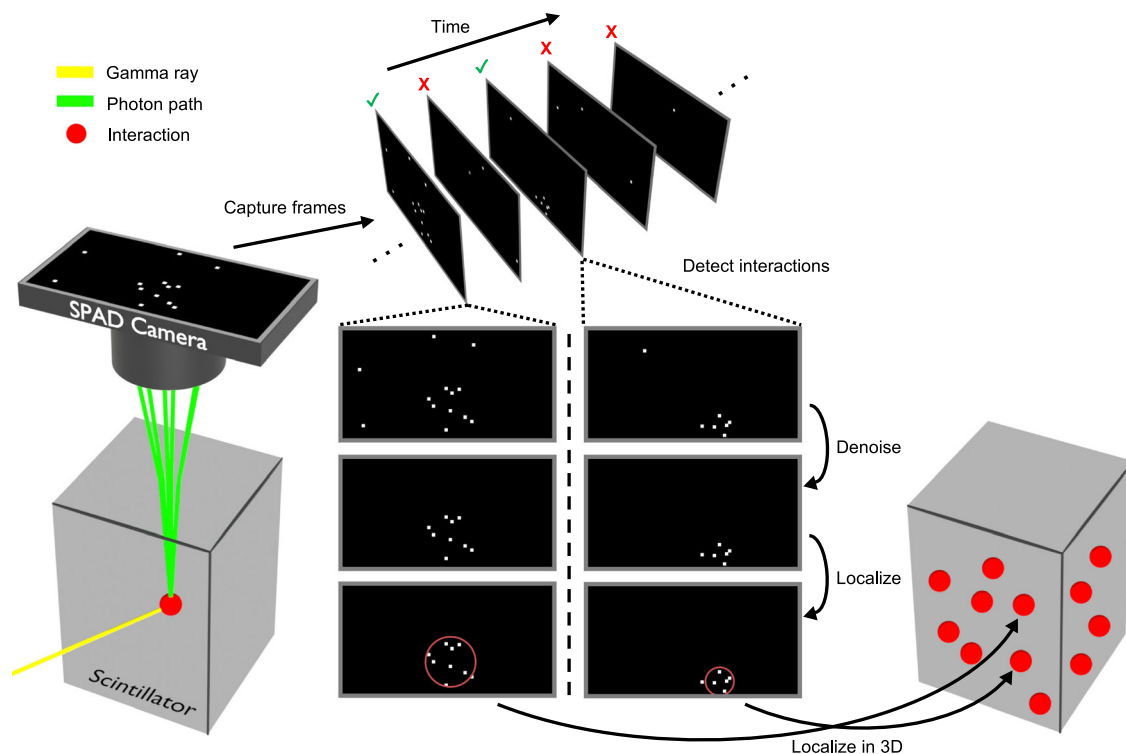 Time
X
X
X
✓
✓
Gamma ray
Photon path
Interaction
Capture frames
SPAD Camera
Detect interactions
Denoise
Localize
Scintillator
Localize in 3D